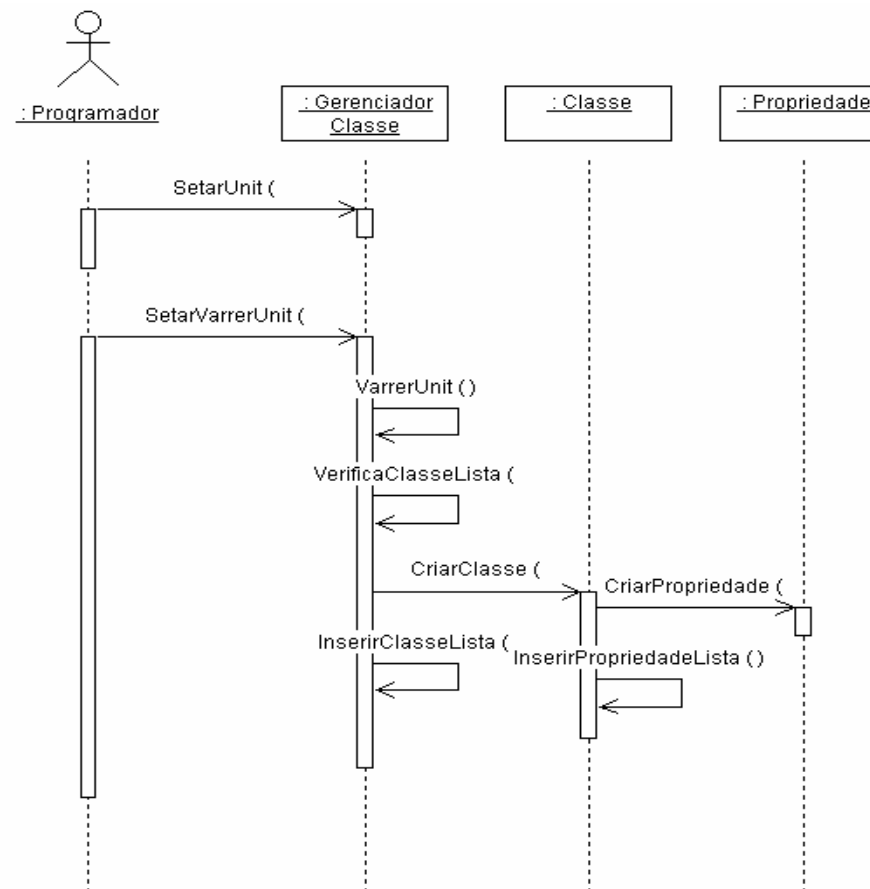 : Programador
: Gerenciador
Classe
: Classe
: Propriedade
SetarUnit (
SetarVarrerUnit (
VarrerUnit ()
VerificaClasseLista (
CriarClasse (
CriarPropriedade (
InserirClasseLista (
InserirPropriedadeLista ()